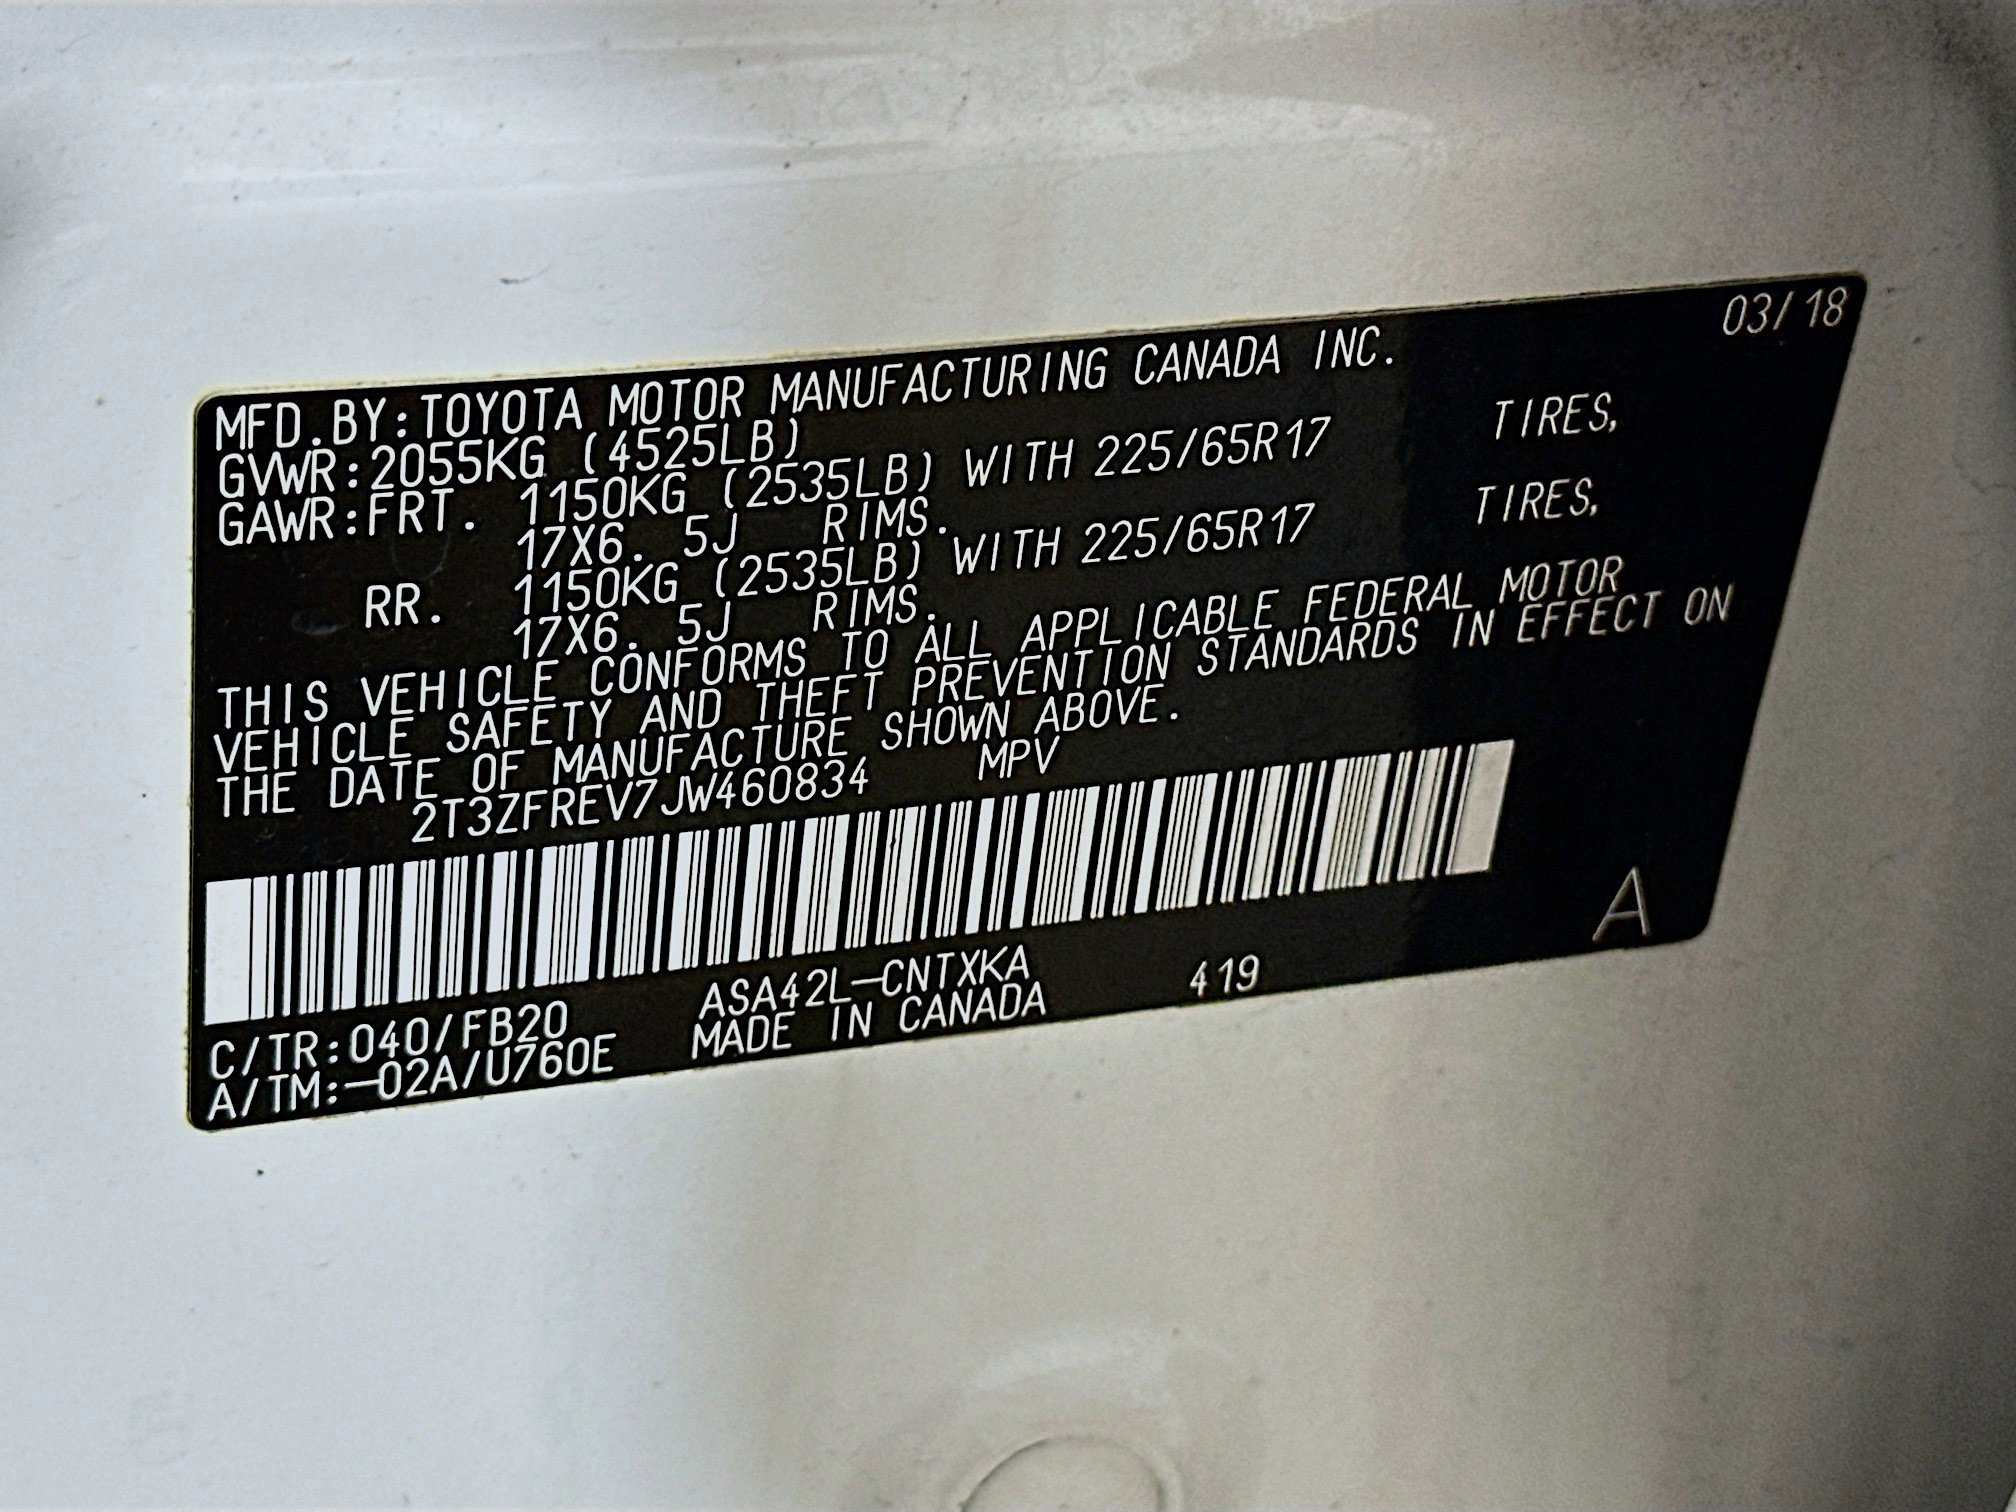 03/18
MFD.BY:TOYOTA MOTOR MANUFACTURING CANADA INC.
GVWR:2055KG (4525LB)
GAWR:FRT. 1150KG (2535LB) WITH 225/65R17 TIRES,
17X6. 5J RIMS.
RR. 1150KG (2535LB) WITH 225/65R17 TIRES,
17X6. 5J RIMS.
THIS VEHICLE CONFORMS TO ALL APPLICABLE FEDERAL MOTOR
VEHICLE SAFETY AND THEFT PREVENTION STANDARDS IN EFFECT ON
THE DATE OF MANUFACTURE SHOWN ABOVE.
2T3ZFREV7JW460834 MPV
A
C/TR:040/FB20 ASA42L-CNTXKA 419
A/TM:-02A/U760E MADE IN CANADA